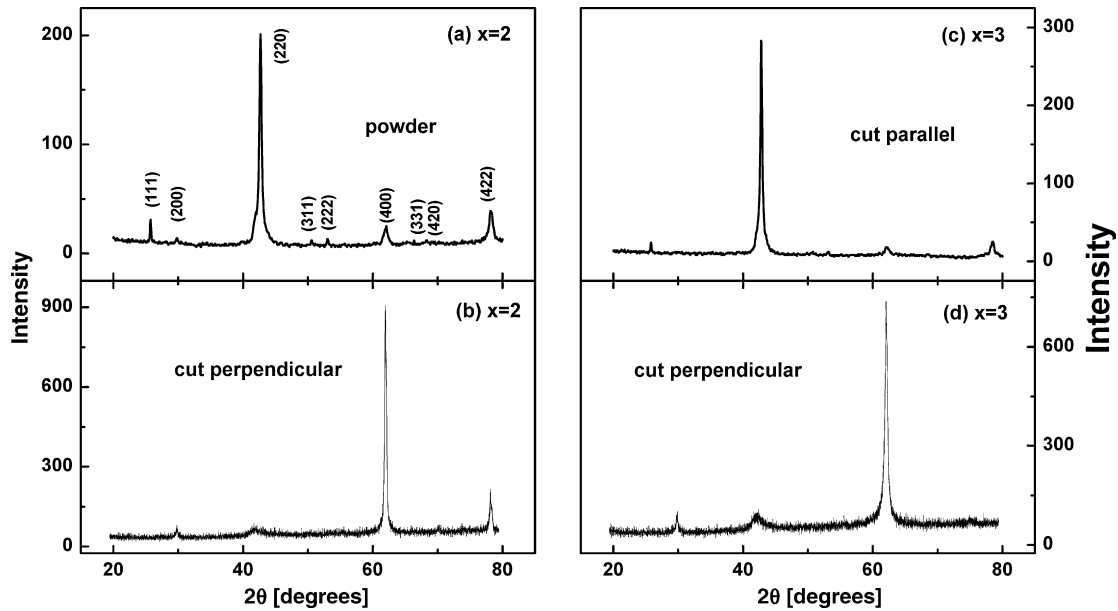 (a) x=2
powder
200
100
0
(111)
(200)
(220)
(311)
(222)
(400)
(331)
(420)
(422)
Intensity
(b) x=2
cut perpendicular
900
600
300
0
20 40 60 80
2θ [degrees]
(c) x=3
cut parallel
300
200
100
0
Intensity
(d) x=3
cut perpendicular
600
300
0
20 40 60 80
2θ [degrees]